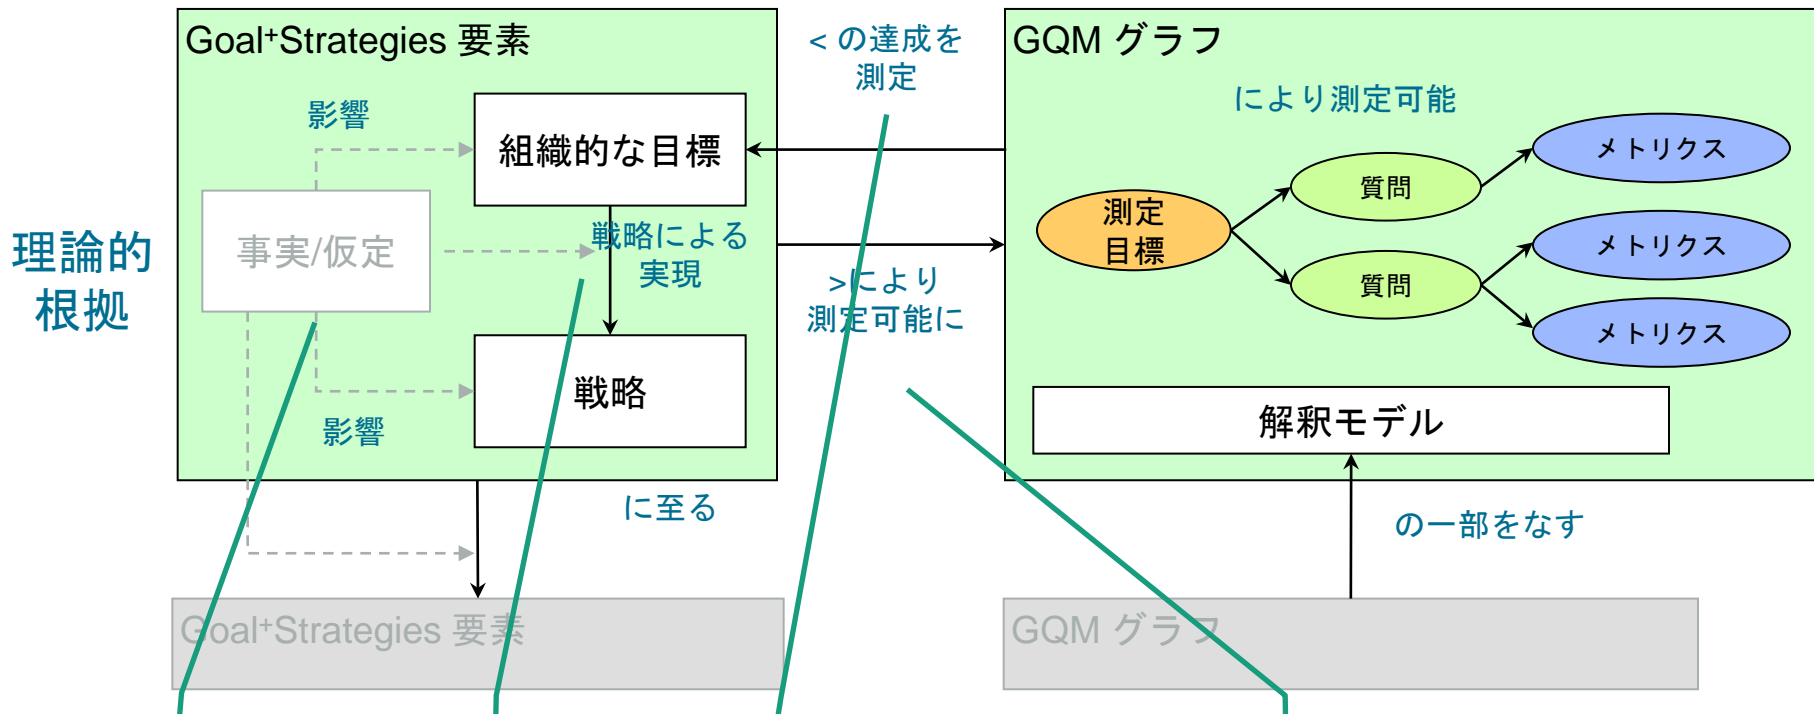 Goal+Strategies 要素
< の達成を
測定
GQM グラフ
影響
組織的な目標
により測定可能
メトリクス
質問
測定
目標
メトリクス
質問
メトリクス
理論的
根拠
事実/仮定
戦略による
実現
>により
測定可能に
戦略
影響
解釈モデル
に至る
の一部をなす
Goal+Strategies 要素
GQM グラフ